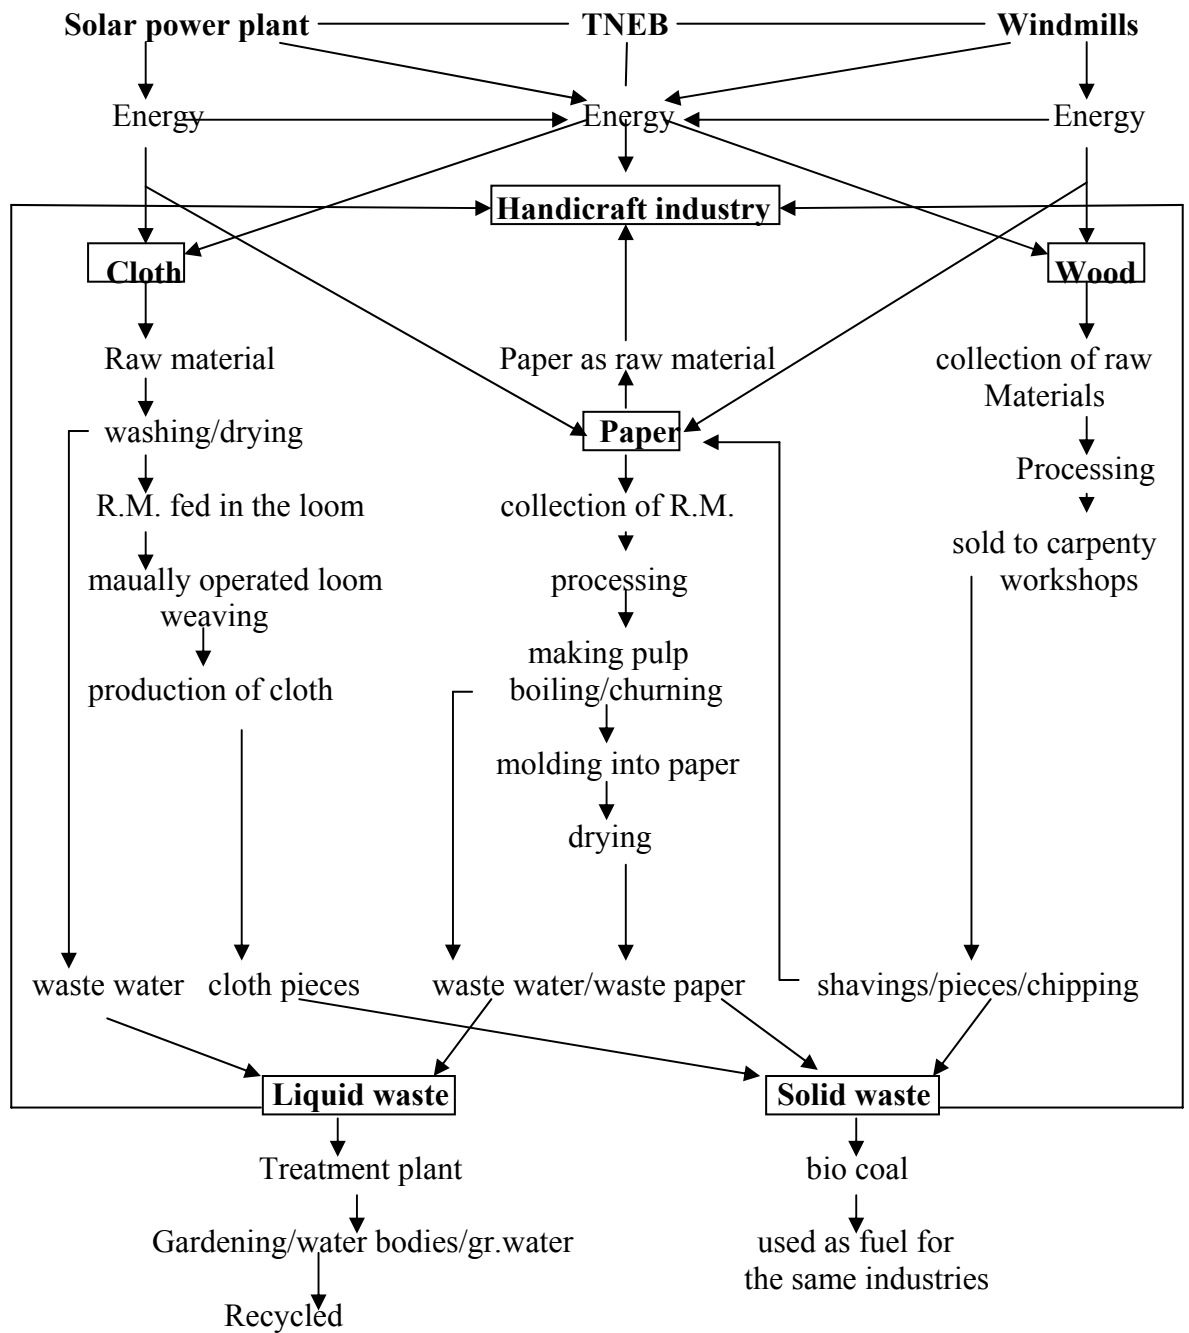 Solar power plant TNEB Windmills
Energy Energy Energy
Handicraft industry
Cloth Wood
Raw material Paper as raw material collection of raw
Materials
washing/drying Paper
Processing
R.M. fed in the loom collection of R.M.
sold to carpenty
maually operated loom processing workshops
weaving
making pulp
production of cloth boiling/churning
molding into paper
drying
waste water cloth pieces waste water/waste paper shavings/pieces/chipping
Liquid waste Solid waste
Treatment plant bio coal
Gardening/water bodies/gr.water used as fuel for
the same industries
Recycled